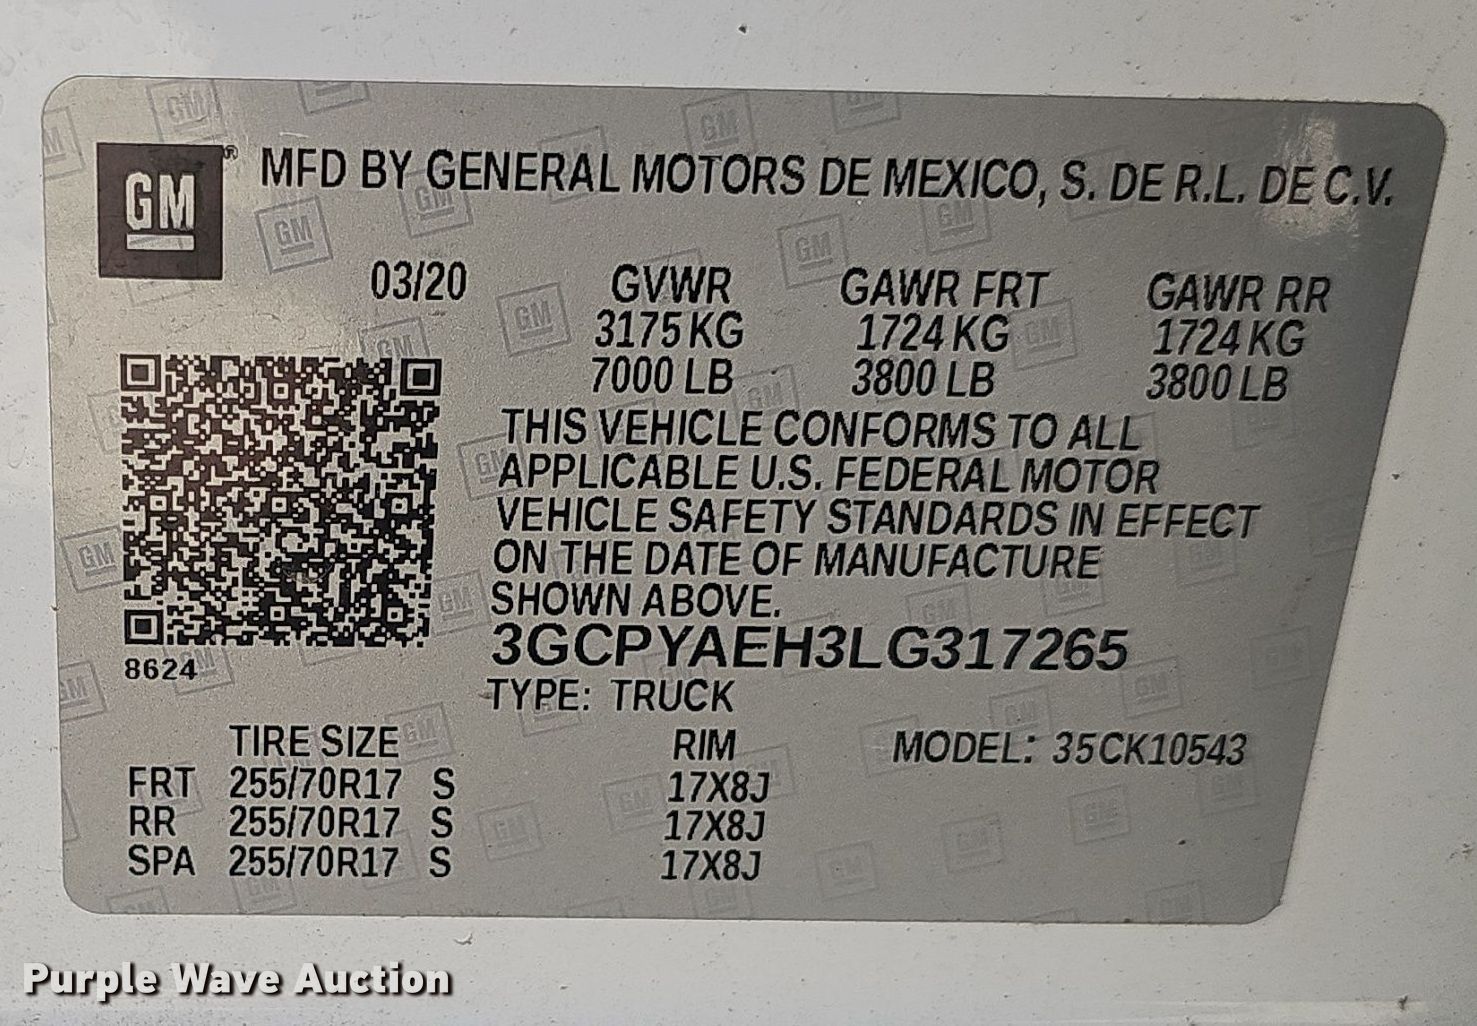 GM ® MFD BY GENERAL MOTORS DE MEXICO, S. DE R.L. DE C.V.
03/20 GVWR GAWR FRT GAWR RR
3175 KG 1724 KG 1724 KG
7000 LB 3800 LB 3800 LB
THIS VEHICLE CONFORMS TO ALL
APPLICABLE U.S. FEDERAL MOTOR
VEHICLE SAFETY STANDARDS IN EFFECT
ON THE DATE OF MANUFACTURE
SHOWN ABOVE.
3GCPYAEH3LG317265
8624
TYPE: TRUCK
TIRE SIZE RIM MODEL: 35CK10543
FRT 255/70R17 S 17X8J
RR 255/70R17 S 17X8J
SPA 255/70R17 S 17X8J
Purple Wave Auction